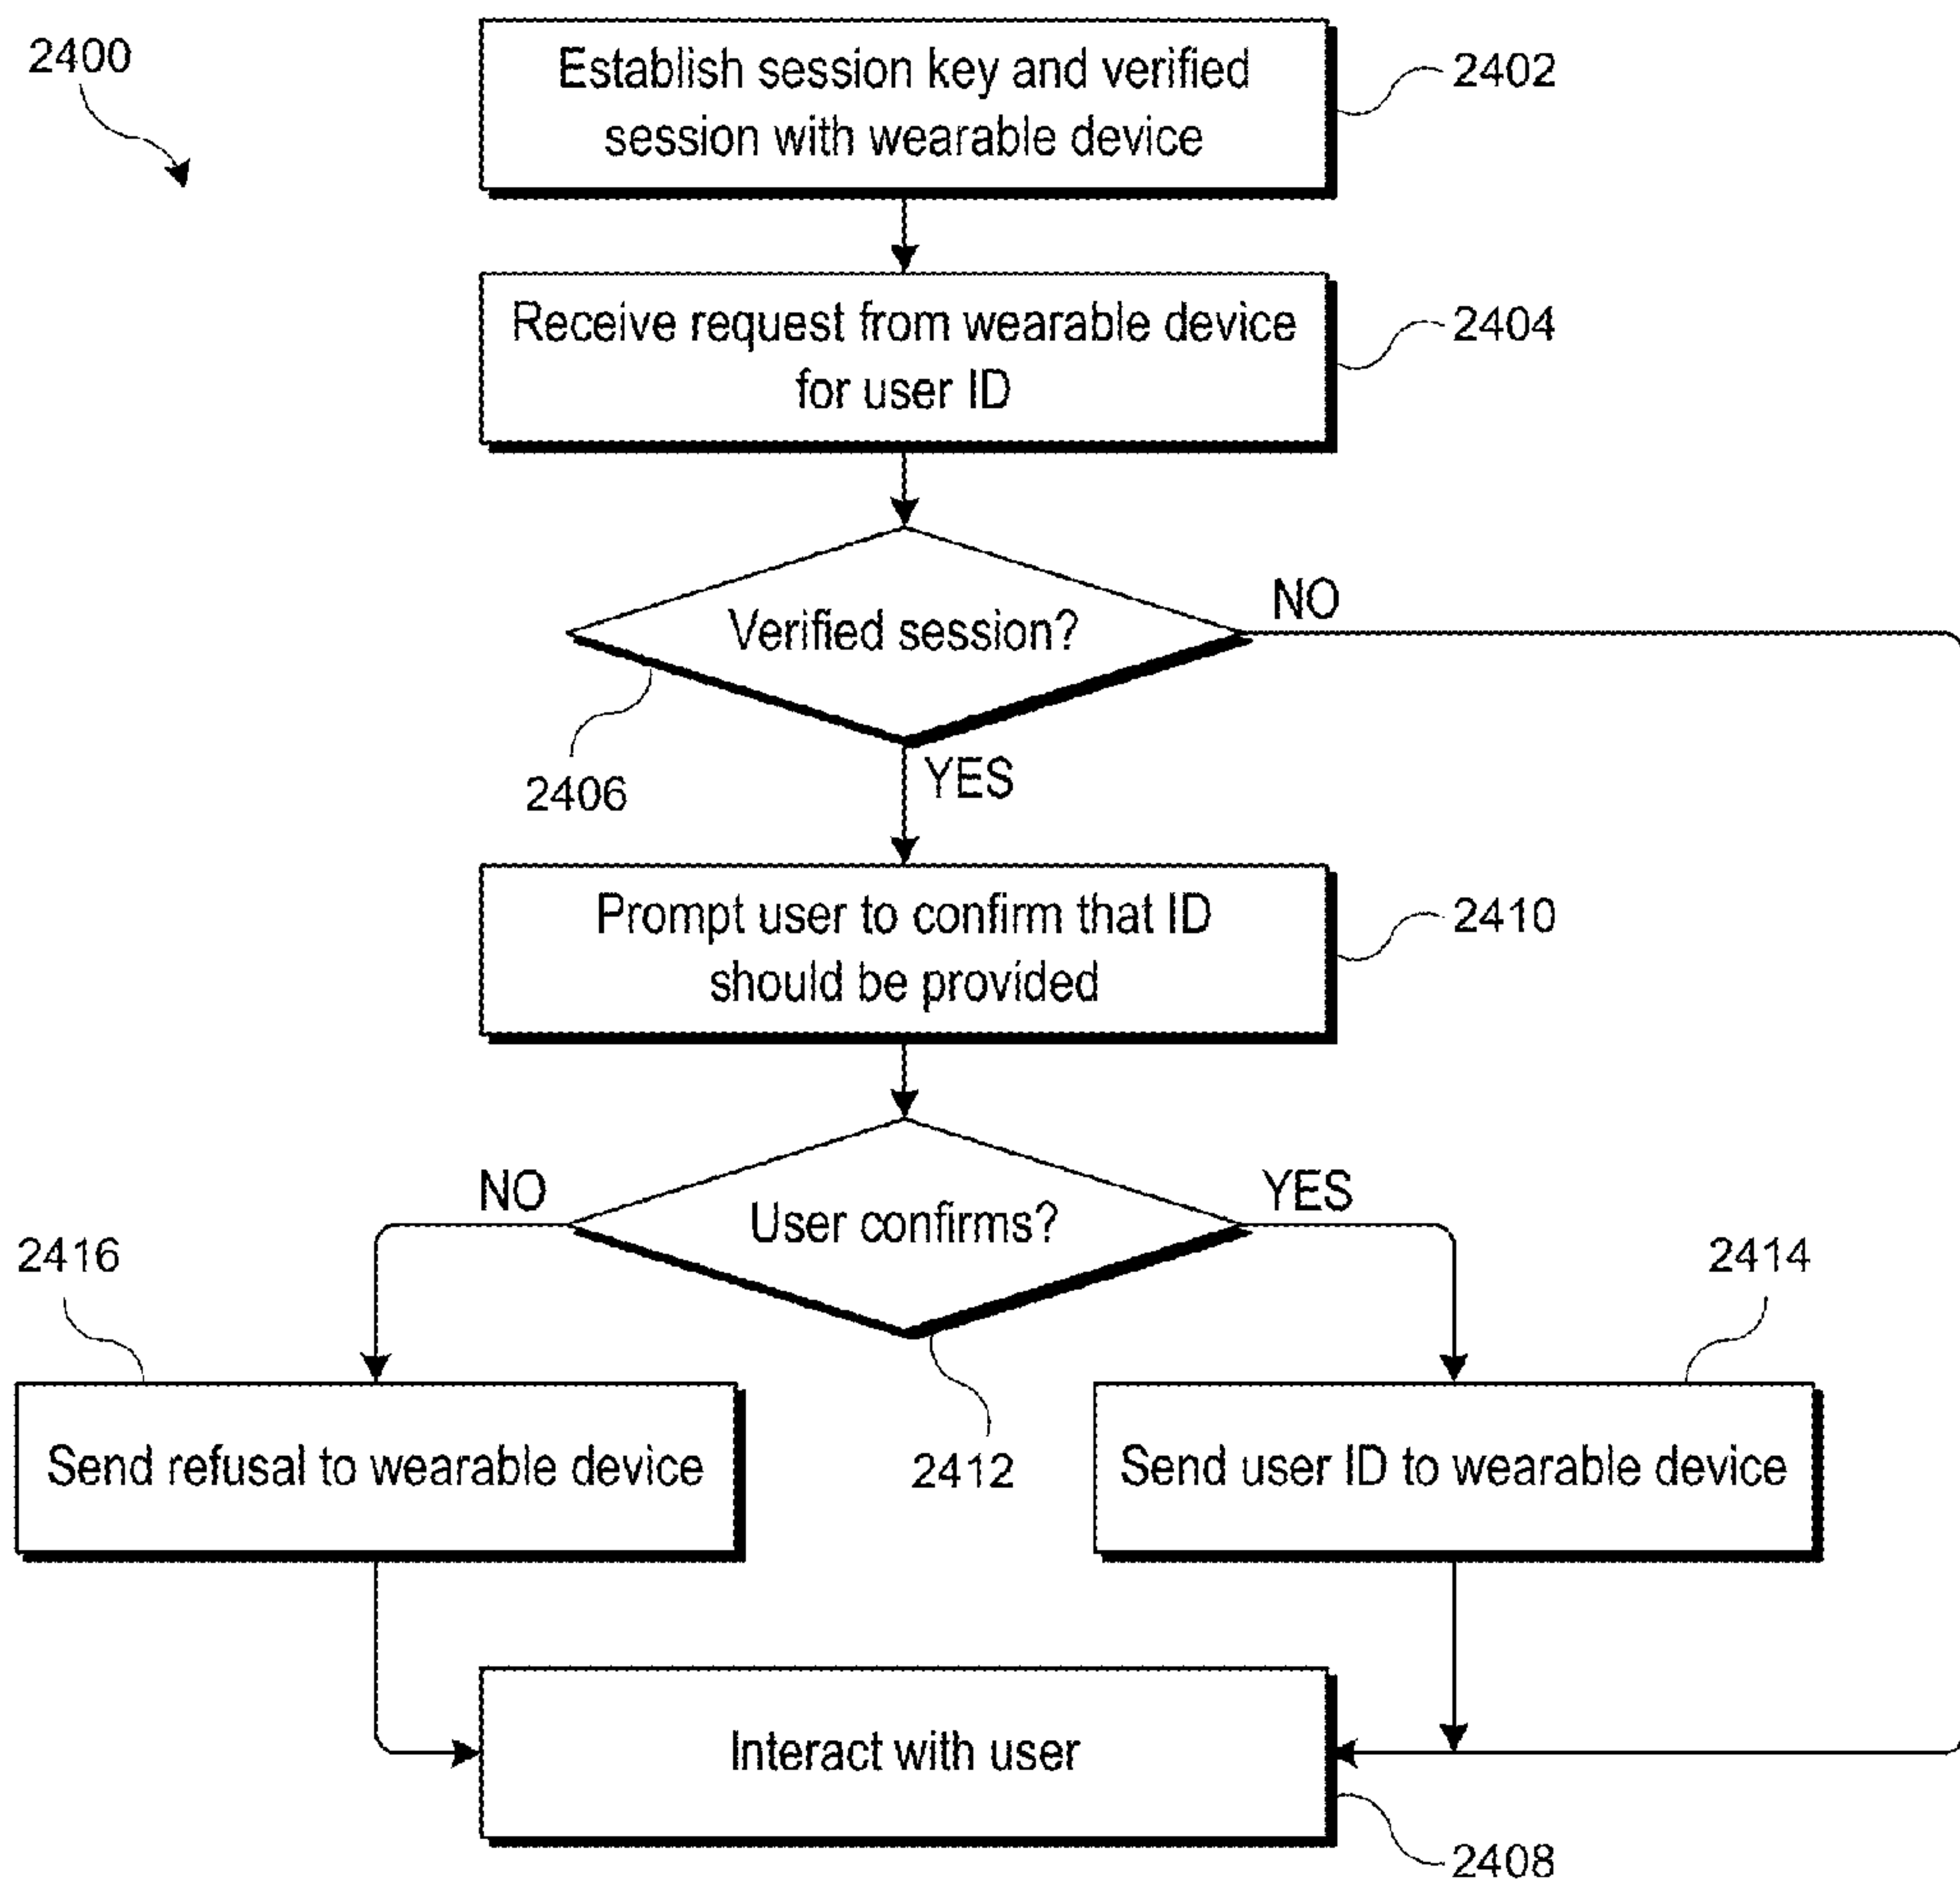 2400
Establish session key and verified
session with wearable device
2402
Receive request from wearable device
for user ID
2404
Verified session?
NO
2406
YES
Prompt user to confirm that ID
should be provided
2410
NO
User confirms?
YES
2416
2414
2412
Send refusal to wearable device
Send user ID to wearable device
Interact with user
2408